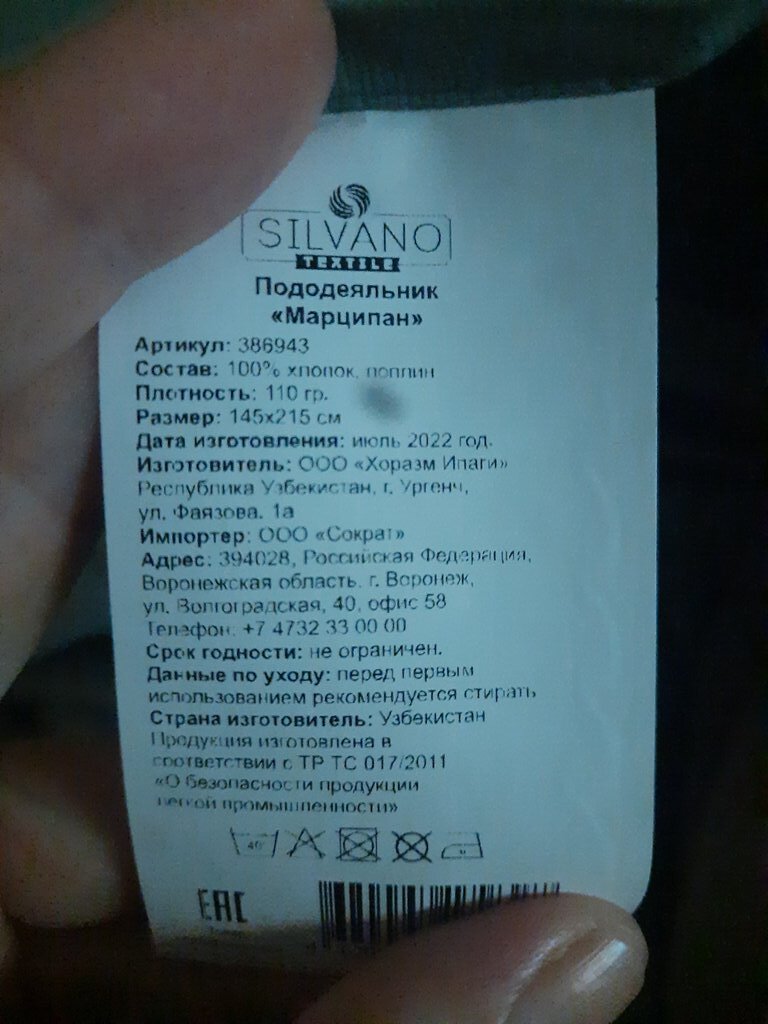 SILVANO
TEXTILE
Пододеяльник
«Марципан»
Артикул: 386943
Состав: 100% хлопок, поплин
Плотность: 110 гр.
Размер: 145х215 см
Дата изготовления: июль 2022 год.
Изготовитель: ООО «Хоразм Ипаги»
Республика Узбекистан, г. Ургенч,
ул. Фаязова. 1а
Импортер: ООО «Сократ»
Адрес: 394028, Российская Федерация,
Воронежская область. г. Воронеж,
ул. Волгоградская, 40, офис 58
Телефон: +7 4732 33 00 00
Срок годности: не ограничен.
Данные по уходу: перед первым
использованием рекомендуется стирать
Страна изготовитель: Узбекистан
Продукция изготовлена в
соответствии с ТР ТС 017/2011
«О безопасности продукции
легкой промышленности»
40
EAC